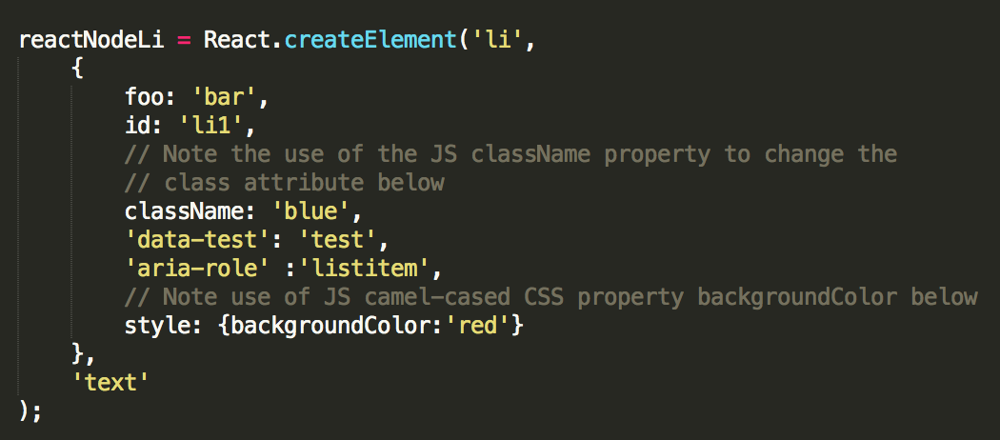 reactNodeLi = React.createElement('li',
    {
        foo: 'bar',
        id: 'li1',
        // Note the use of the JS className property to change the
        // class attribute below
        className: 'blue',
        'data-test': 'test',
        'aria-role' :'listitem',
        // Note use of JS camel-cased CSS property backgroundColor below
        style: {backgroundColor:'red'}
    },
    'text'
);